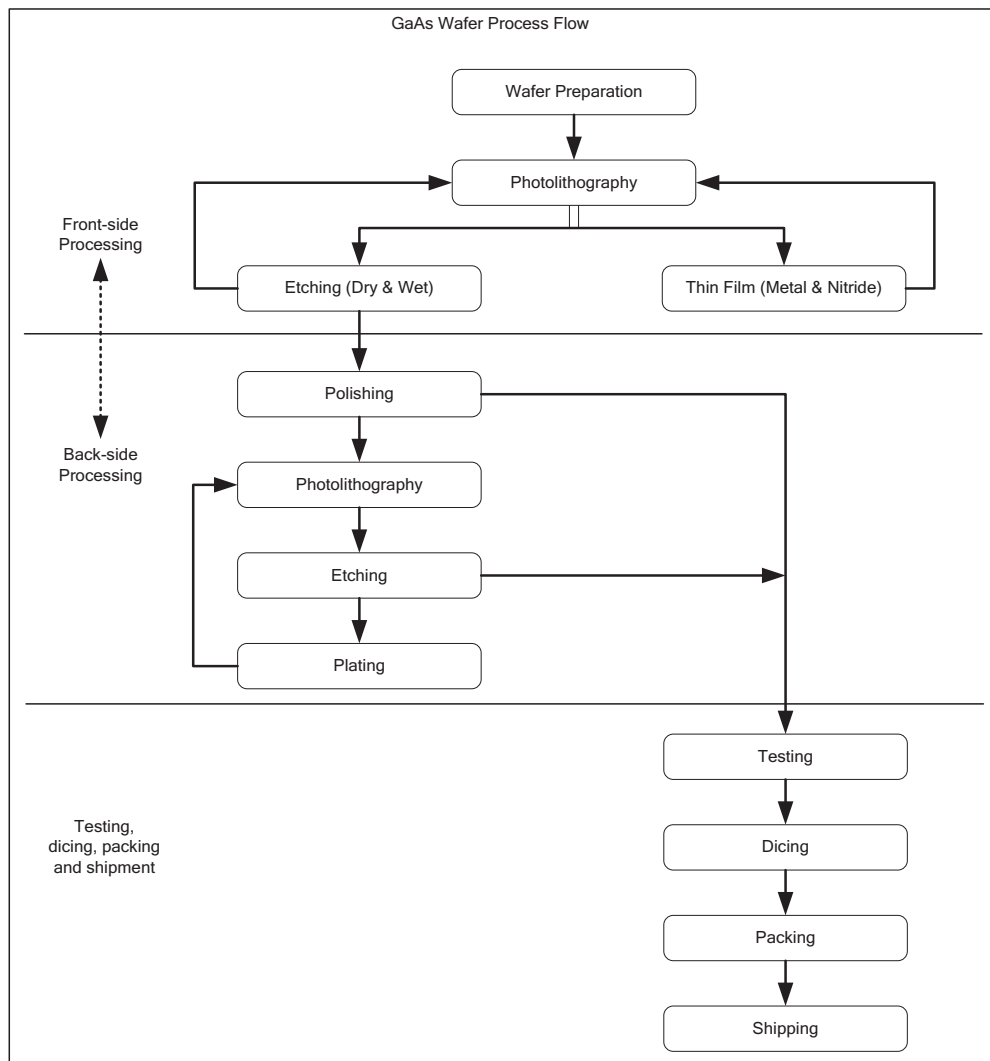 GaAs Wafer Process Flow
Wafer Preparation
Photolithography
Front-side
Processing
Etching (Dry & Wet)
Thin Film (Metal & Nitride)
Polishing
Back-side
Processing
Photolithography
Etching
Plating
Testing
Testing,
dicing, packing
and shipment
Dicing
Packing
Shipping